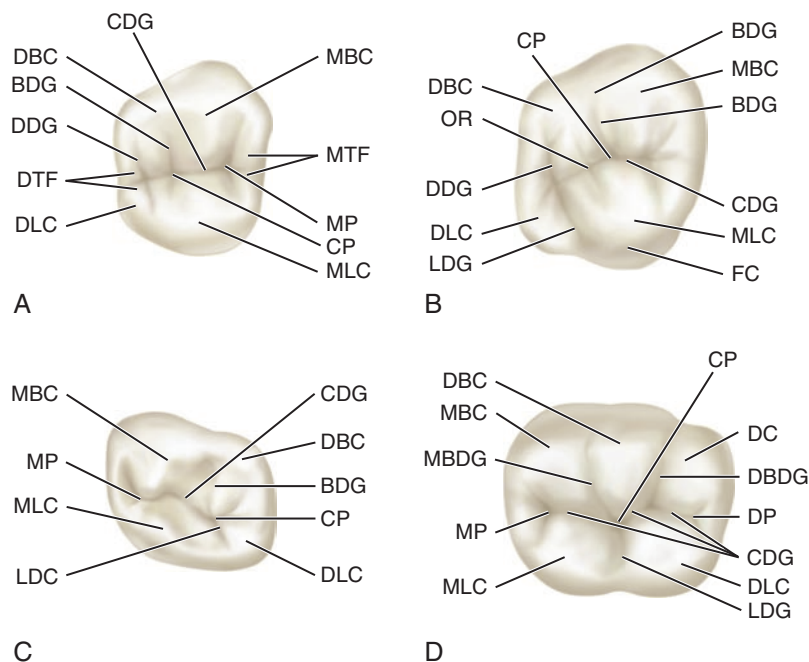 CDG
DBC
MBC
BDG
DDG
MTF
DTF
DLC
MP
CP
MLC
A
BDG
CP
MBC
DBC
BDG
OR
DDG
CDG
DLC
MLC
LDG
FC
B
MBC
CDG
DBC
MP
BDG
MLC
CP
LDC
DLC
C
CP
DBC
MBC
DC
MBDG
DBDG
MP
DP
CDG
MLC
DLC
LDG
D